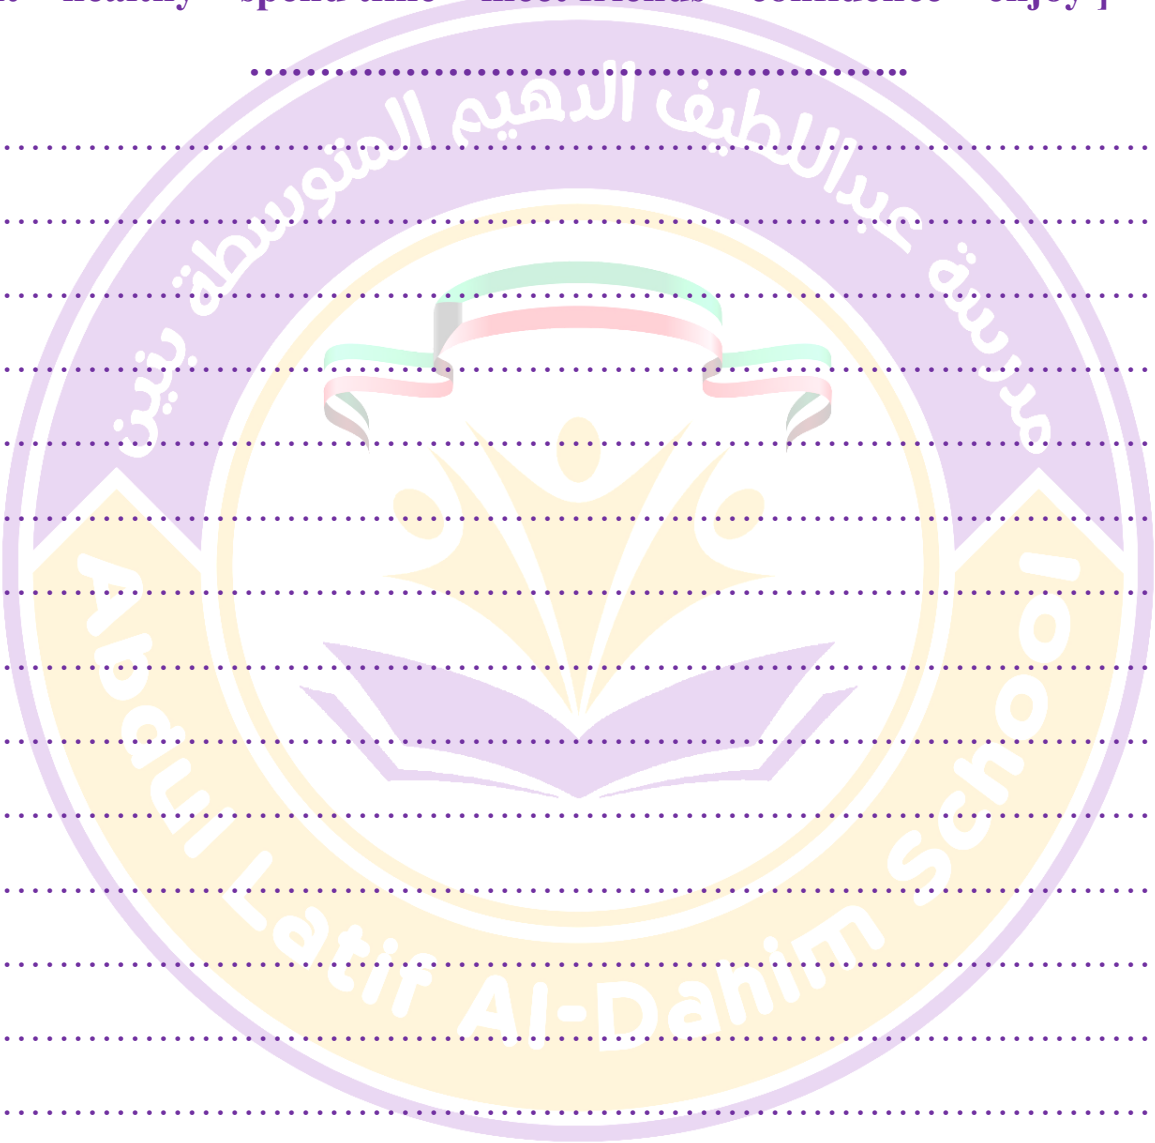 healthy – spend time – meet friends – confidence – enjoy ]
مدرسة عبداللطيف الدهيم المتوسطة بنين
Abdul Latif Al-Dahim School